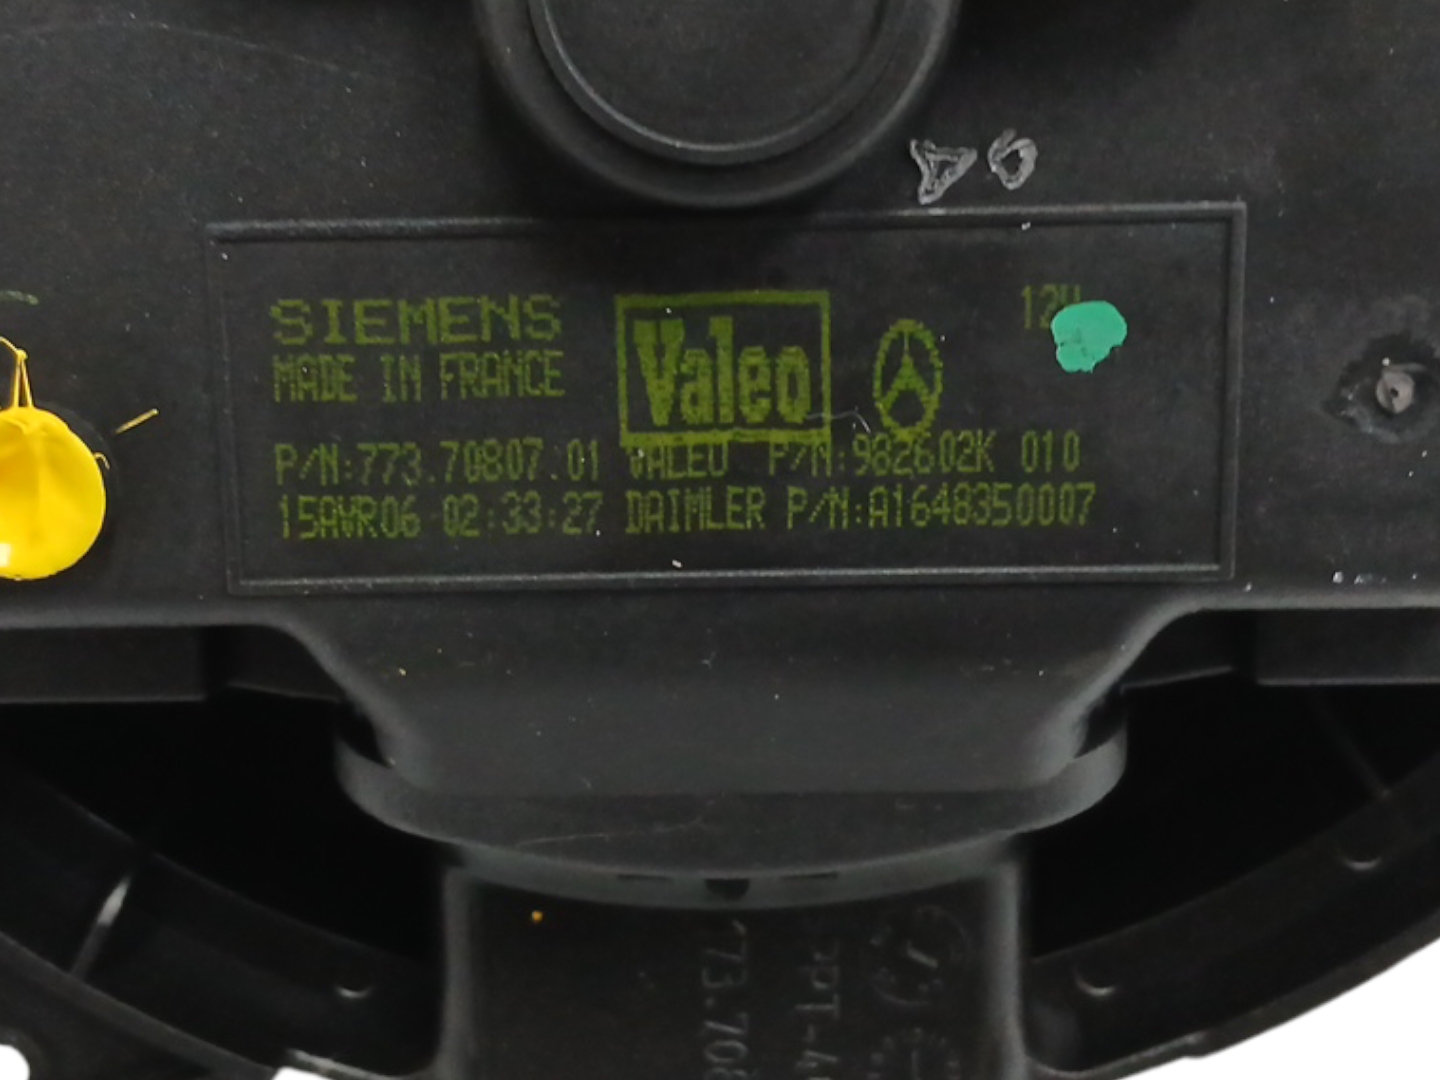 SIEMENS
Valeo
12V
MADE IN FRANCE
P/N:773.70807.01 VALEO P/N:982602K 010
15AVR06 02:33:27 DAIMLER P/N:A1648350007